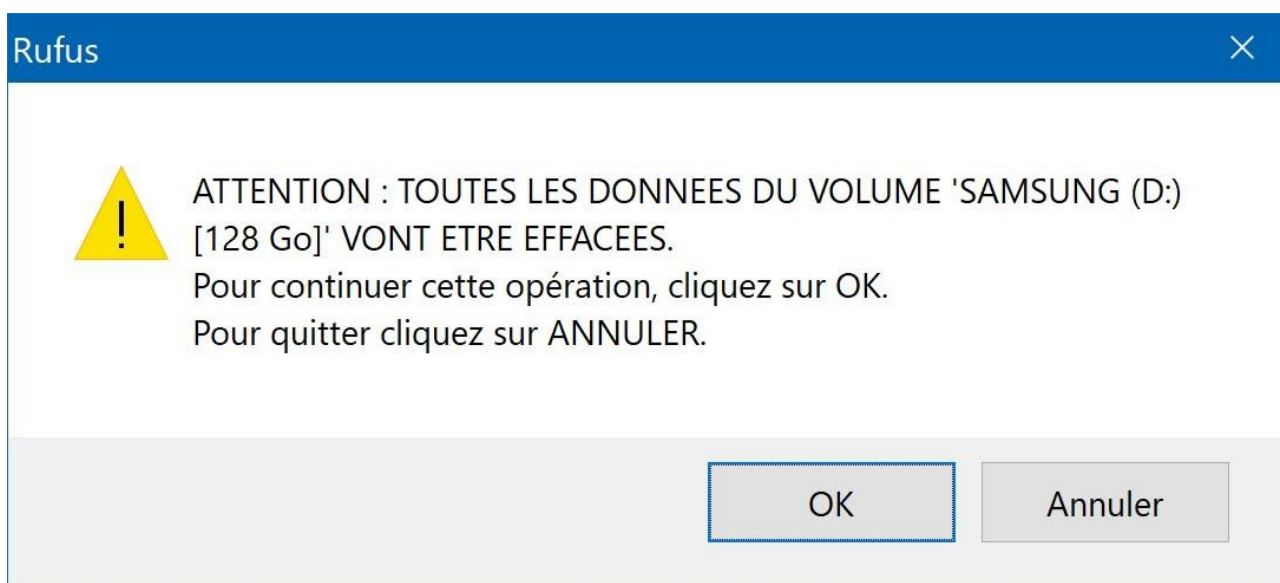 Rufus
ATTENTION : TOUTES LES DONNEES DU VOLUME 'SAMSUNG (D:)
[128 Go]' VONT ETRE EFFACEES.
Pour continuer cette opération, cliquez sur OK.
Pour quitter cliquez sur ANNULER.
OK
Annuler